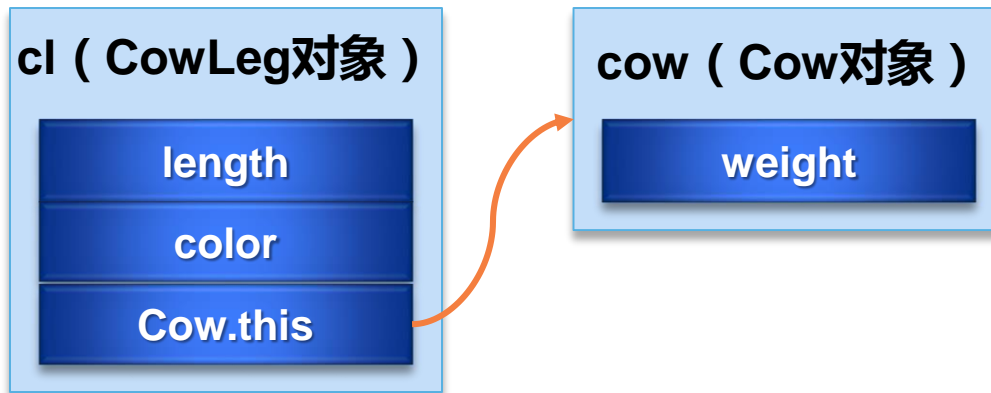 cl（CowLeg对象）
length
color
Cow.this
cow（Cow对象）
weight